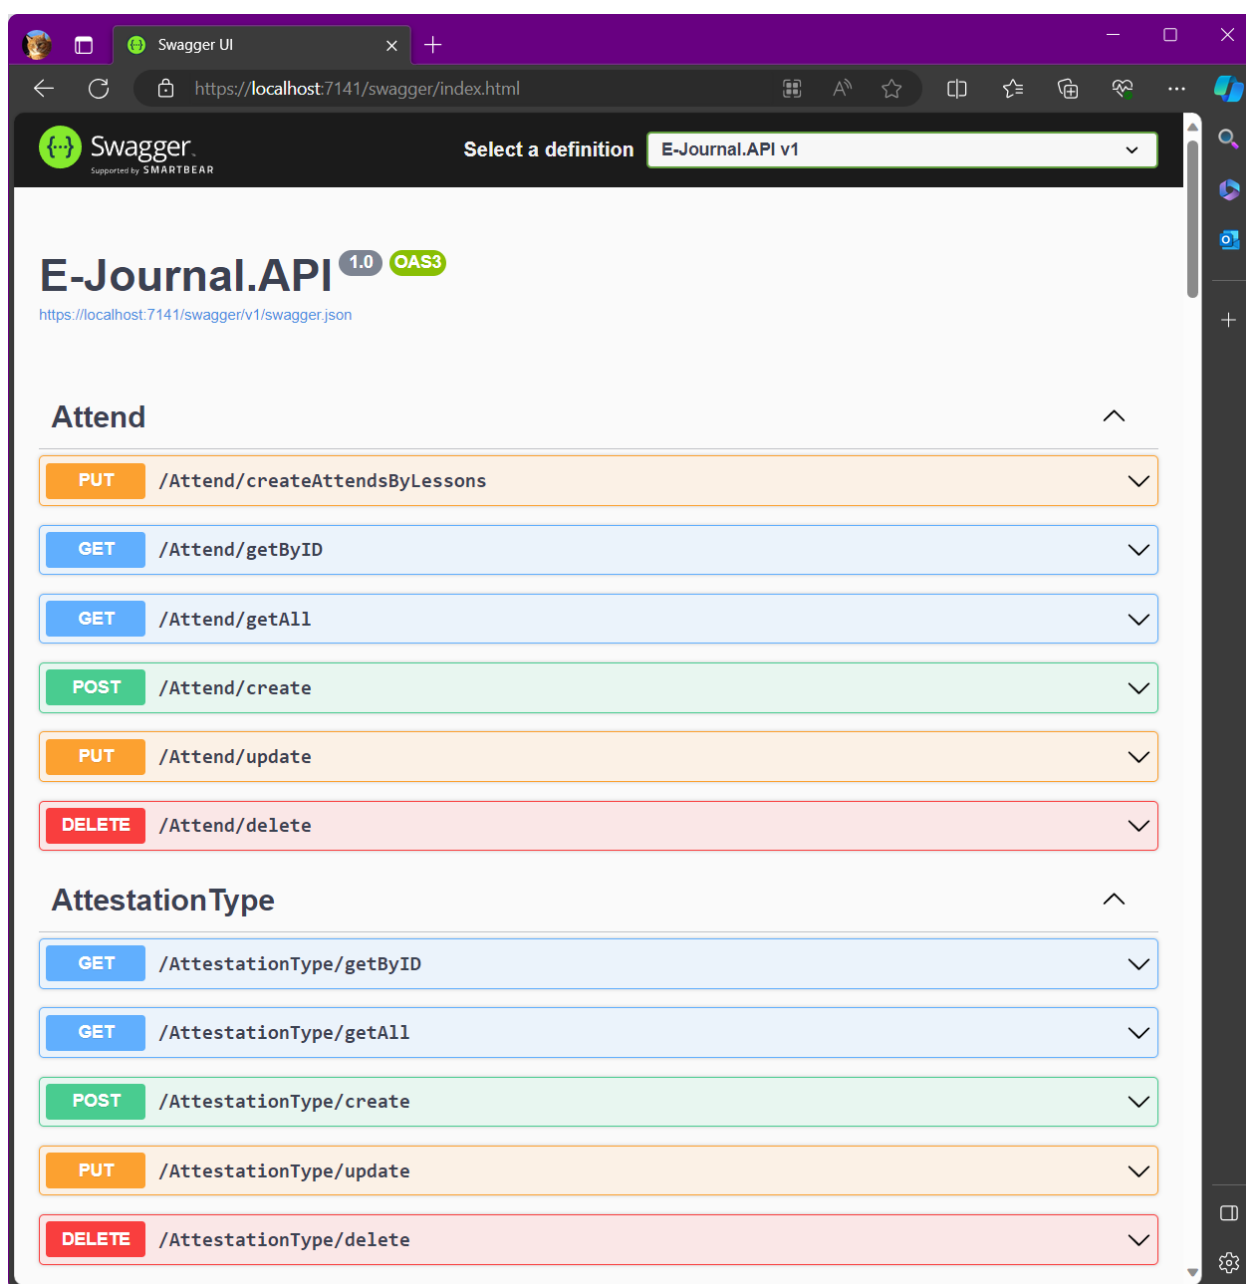 Swagger UI
https://localhost:7141/swagger/index.html
Swagger
Supported by SMARTBEAR
Select a definition
E-Journal.API v1
E-Journal.API 1.0 OAS3
https://localhost:7141/swagger/v1/swagger.json
Attend
PUT /Attend/createAttendsByLessons
GET /Attend/getByID
GET /Attend/getAll
POST /Attend/create
PUT /Attend/update
DELETE /Attend/delete
AttestationType
GET /AttestationType/getByID
GET /AttestationType/getAll
POST /AttestationType/create
PUT /AttestationType/update
DELETE /AttestationType/delete